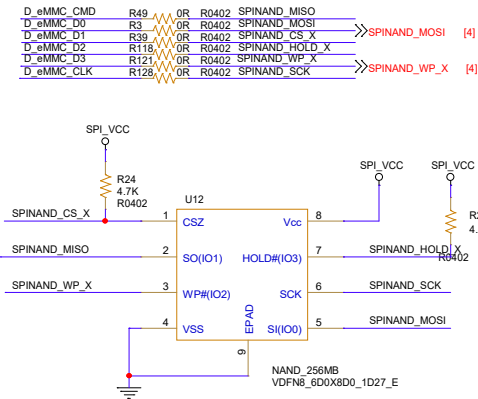 D_eMMC_CMD R49 0R R0402 SPINAND_MISO
D_eMMC_D0 R3 0R R0402 SPINAND_MOSI
D_eMMC_D1 R39 0R R0402 SPINAND_CS_X
D_eMMC_D2 R118 0R R0402 SPINAND_HOLD_X
D_eMMC_D3 R121 0R R0402 SPINAND_WP_X
D_eMMC_CLK R128 0R R0402 SPINAND_SCK
SPINAND_MOSI [4]
SPINAND_WP_X [4]
SPI_VCC
R24
4.7K
R0402
SPI_VCC SPI_VCC
U12
SPINAND_CS_X 1 CSZ Vcc 8
SPINAND_MISO 2 SO(IO1) HOLD#(IO3) 7 SPINAND_HOLD_X
R0402
SPINAND_WP_X 3 WP#(IO2) SCK 6 SPINAND_SCK
4 VSS EPAD SI(IO0) 5 SPINAND_MOSI
9
NAND_256MB
VDFN8_6D0X8D0_1D27_E